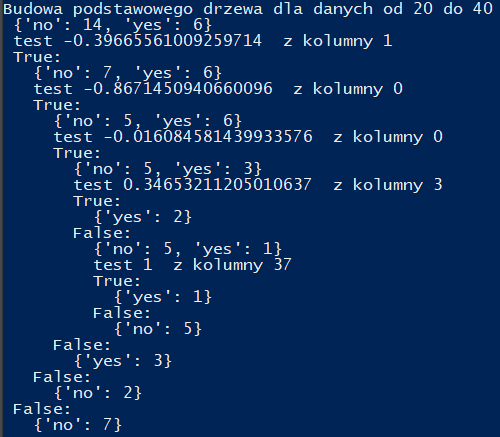 Budowa podstawowego drzewa dla danych od 20 do 40
{'no': 14, 'yes': 6}
test -0.39665561009259714  z kolumny 1
True:
{'no': 7, 'yes': 6}
test -0.8671450940660096  z kolumny 0
True:
{'no': 5, 'yes': 6}
test -0.016084581439933576  z kolumny 0
True:
{'no': 5, 'yes': 3}
test 0.34653211205010637  z kolumny 3
True:
{'yes': 2}
False:
{'no': 5, 'yes': 1}
test 1  z kolumny 37
True:
{'yes': 1}
False:
{'no': 5}
False:
{'yes': 3}
False:
{'no': 2}
False:
{'no': 7}